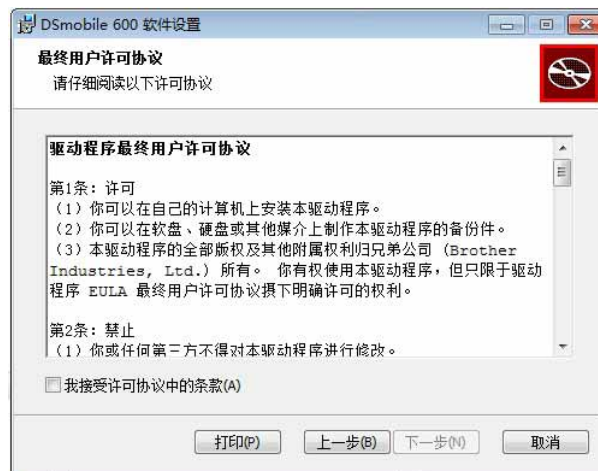 DSmobile 600 软件设置
最终用户许可协议
请仔细阅读以下许可协议
驱动程序最终用户许可协议
第1条: 许可
(1) 你可以在自己的计算机上安装本驱动程序。
(2) 你可以在软盘、硬盘或其他媒介上制作本驱动程序的备份件。
(3) 本驱动程序的全部版权及其他附属权利归兄弟公司 (Brother
Industries, Ltd.) 所有。 你有权使用本驱动程序，但只限于驱动
程序 EULA 最终用户许可协议摄下明确许可的权利。
第2条: 禁止
(1) 你或任何第三方不得对本驱动程序进行修改。
我接受许可协议中的条款(A)
打印(P)
上一步(B)
下一步(N)
取消